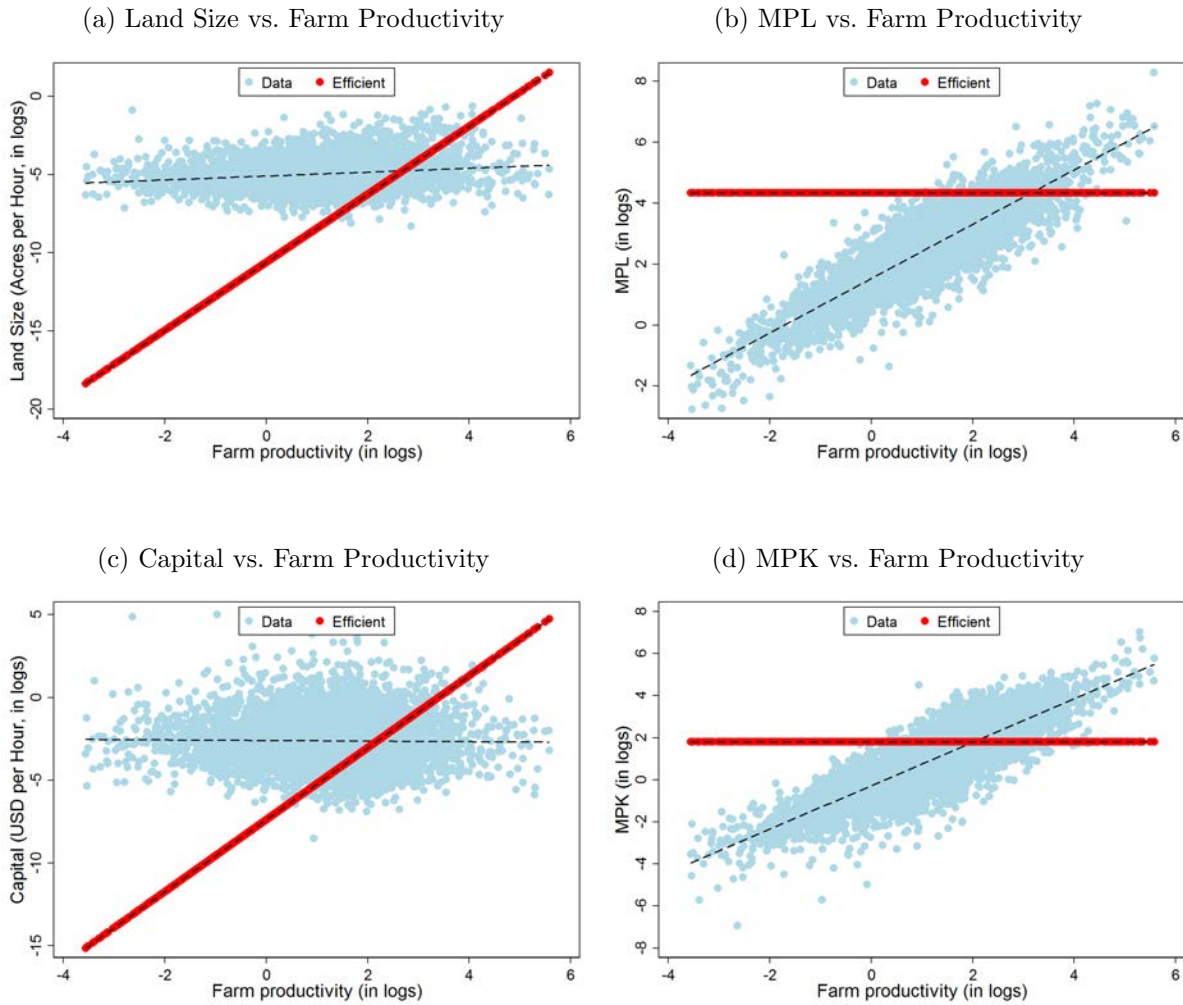 (a) Land Size vs. Farm Productivity
Data Efficient
Land Size (Acres per Hour, in logs)
0
-5
-10
-15
-20
-4 -2 0 2 4 6
Farm productivity (in logs)
(b) MPL vs. Farm Productivity
Data Efficient
MPL (in logs)
8
6
4
2
0
-2
-4 -2 0 2 4 6
Farm productivity (in logs)
(c) Capital vs. Farm Productivity
Data Efficient
Capital (USD per Hour, in logs)
5
0
-5
-10
-15
-4 -2 0 2 4 6
Farm productivity (in logs)
(d) MPK vs. Farm Productivity
Data Efficient
MPK (in logs)
8
6
4
2
0
-2
-4
-6
-8
-4 -2 0 2 4 6
Farm productivity (in logs)